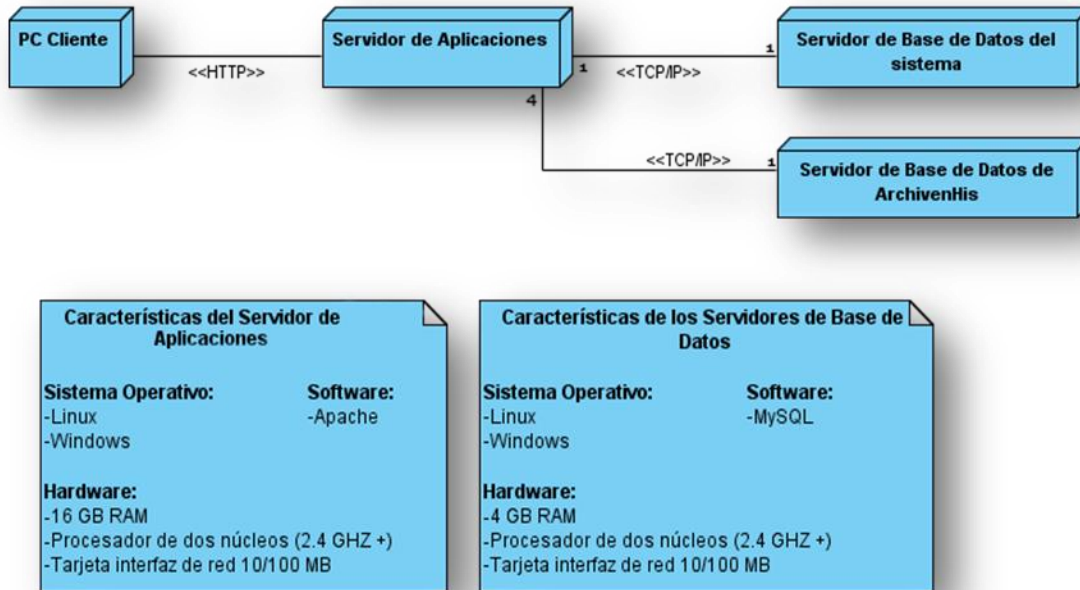 PC Cliente
<<HTTP>>
Servidor de Aplicaciones
1
4
<<TCP/IP>>
1
Servidor de Base de Datos del
sistema
<<TCP/IP>>
1
Servidor de Base de Datos de
ArchivenHis
Características del Servidor de
Aplicaciones
Sistema Operativo: Software:
-Linux -Apache
-Windows
Hardware:
-16 GB RAM
-Procesador de dos núcleos (2.4 GHZ +)
-Tarjeta interfaz de red 10/100 MB
Características de los Servidores de Base de
Datos
Sistema Operativo: Software:
-Linux -MySQL
-Windows
Hardware:
-4 GB RAM
-Procesador de dos núcleos (2.4 GHZ +)
-Tarjeta interfaz de red 10/100 MB